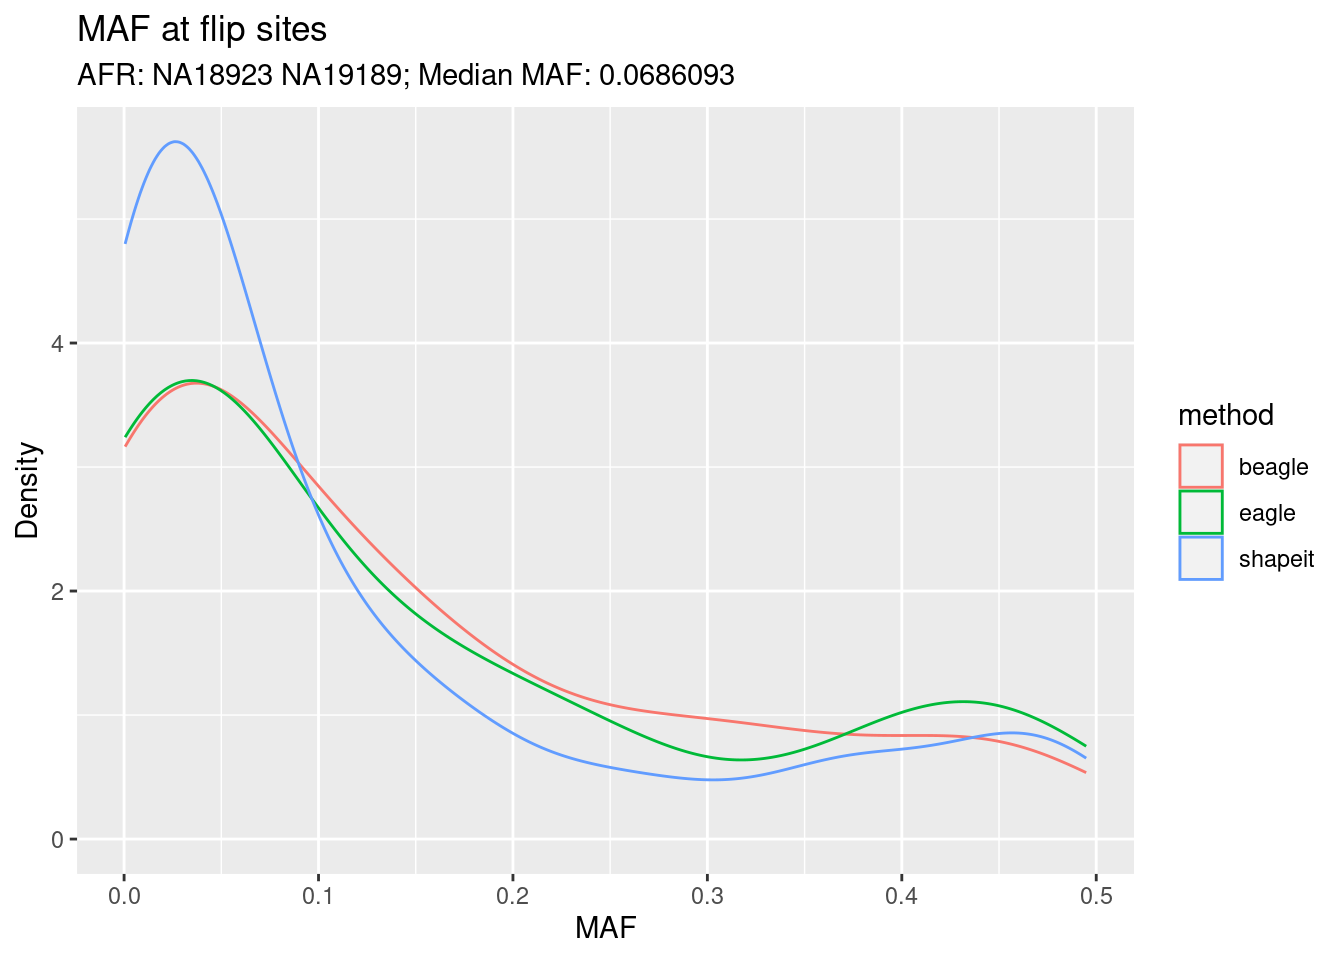 MAF at flip sites
AFR: NA18923 NA19189; Median MAF: 0.0686093
Density
4
2
0
0.0
0.1
0.2
0.3
0.4
0.5
MAF
method
beagle
eagle
shapeit